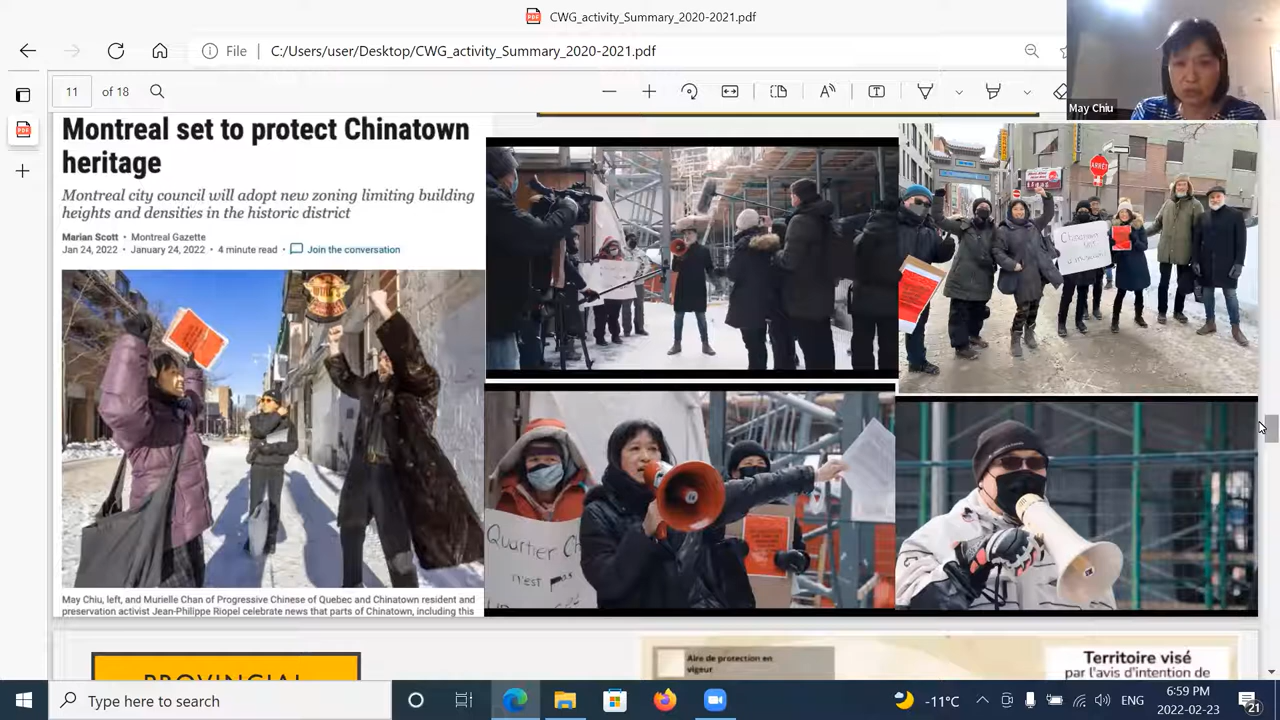 CWG_activity_Summary_2020-2021.pdf
File
C:/Users/user/Desktop/CWG_activity_Summary_2020-2021.pdf
May Chiu
11 of 18
Montreal set to protect Chinatown
heritage
Montreal city council will adopt new zoning limiting building
heights and densities in the historic district
Marian Scott • Montreal Gazette
Jan 24, 2022 • January 24, 2022 • 4 minute read • Join the conversation
ARRÊT
Quartier Ch
n'est pas
May Chiu, left, and Murielle Chan of Progressive Chinese of Quebec and Chinatown resident and
preservation activist Jean-Philippe Riopel celebrate news that parts of Chinatown, including this
PROVINCIAL
Aire de protection en
vigeur
Territoire visé
par l'avis d'intention de
Type here to search
-11°C
ENG
6:59 PM
2022-02-23
21